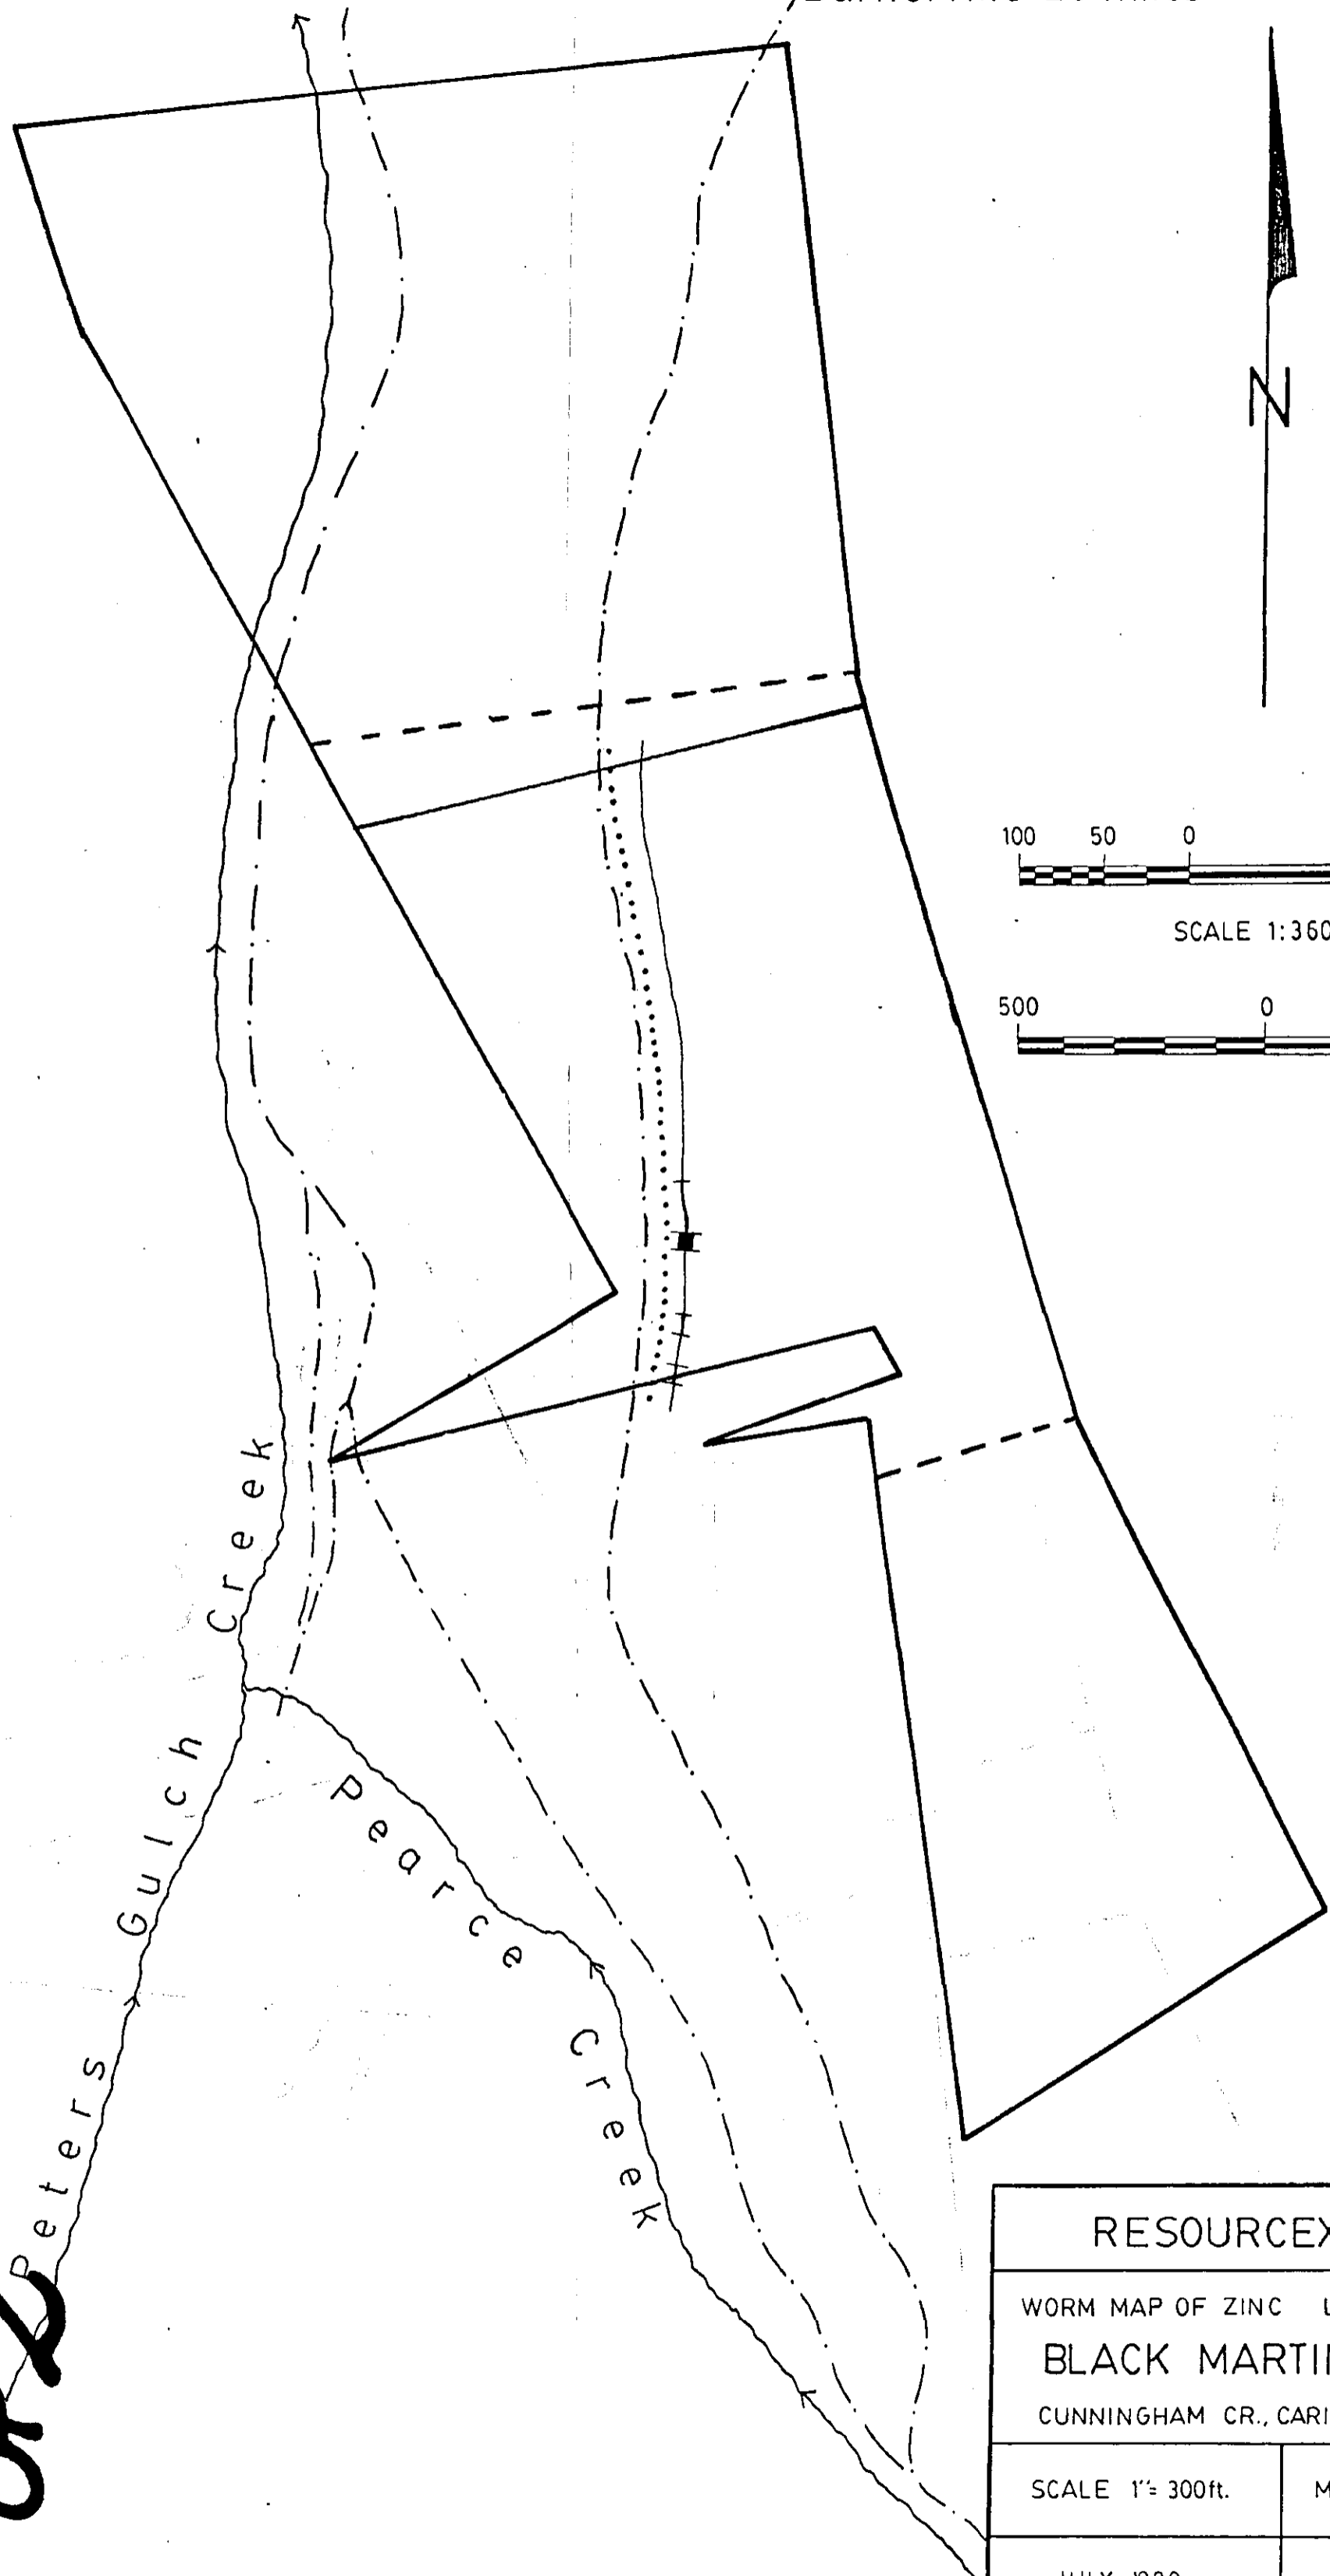 N
100 50 0
SCALE 1:360
500 0
Peters Gulch Creek
Pearce Creek
RESOURCEX
WORM MAP OF ZINC L
BLACK MARTI
CUNNINGHAM CR., CARI
SCALE 1"= 300ft. M